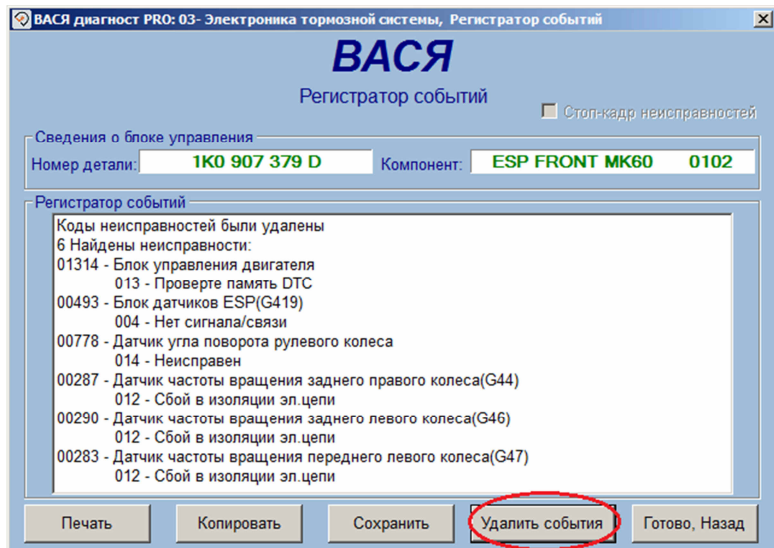 ВАСЯ диагност PRO: 03- Электроника тормозной системы, Регистратор событий
ВАСЯ
Регистратор событий
Стоп-кадр неисправностей
Сведения о блоке управления
Номер детали: 1K0 907 379 D Компонент: ESP FRONT MK60 0102
Регистратор событий
Коды неисправностей были удалены
6 Найдены неисправности:
01314 - Блок управления двигателя
013 - Проверте память DTC
00493 - Блок датчиков ESP(G419)
004 - Нет сигнала/связи
00778 - Датчик угла поворота рулевого колеса
014 - Неисправен
00287 - Датчик частоты вращения заднего правого колеса(G44)
012 - Сбой в изоляции эл.цепи
00290 - Датчик частоты вращения заднего левого колеса(G46)
012 - Сбой в изоляции эл.цепи
00283 - Датчик частоты вращения переднего левого колеса(G47)
012 - Сбой в изоляции эл.цепи
Печать Копировать Сохранить Удалить события Готово, Назад